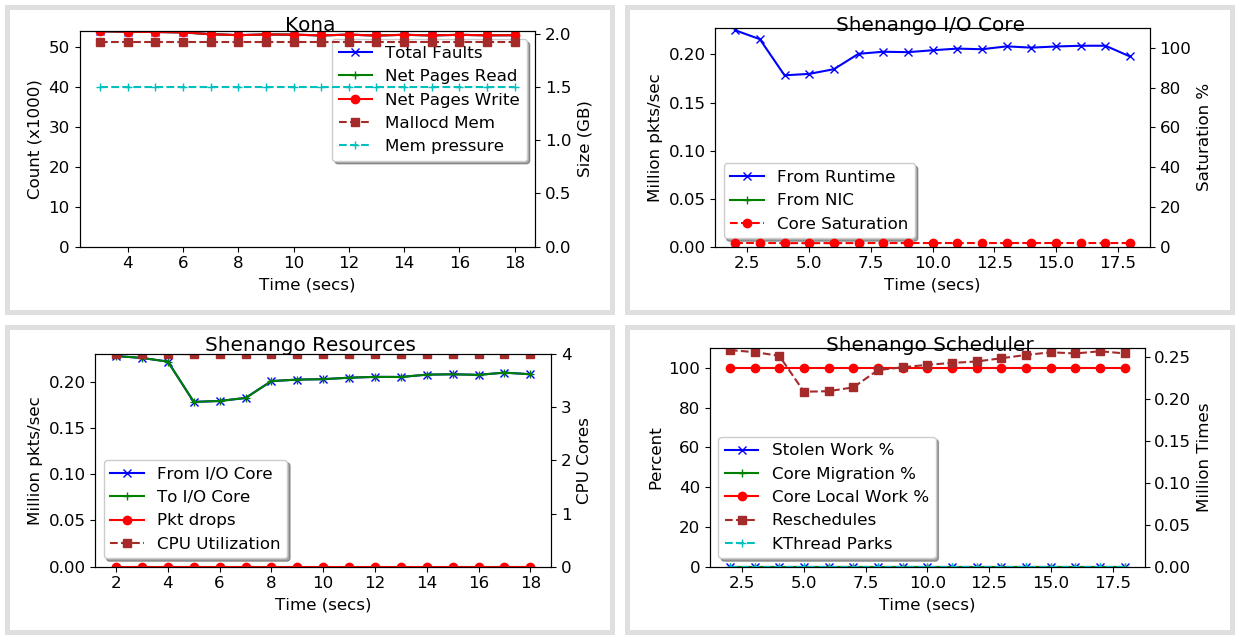 Kona
50
40
30
20
10
0
Count (x1000)
2.0
1.5
1.0
0.5
0.0
Size (GB)
Total Faults
Net Pages Read
Net Pages Write
Mallocd Mem
Mem pressure
4 6 8 10 12 14 16 18
Time (secs)
Shenango I/O Core
0.20
0.15
0.10
0.05
0.00
Million pkts/sec
100
80
60
40
20
0
Saturation %
From Runtime
From NIC
Core Saturation
2.5 5.0 7.5 10.0 12.5 15.0 17.5
Time (secs)
Shenango Resources
0.20
0.15
0.10
0.05
0.00
Million pkts/sec
4
3
2
1
0
CPU Cores
From I/O Core
To I/O Core
Pkt drops
CPU Utilization
2 4 6 8 10 12 14 16 18
Time (secs)
Shenango Scheduler
100
80
60
40
20
0
Percent
0.25
0.20
0.15
0.10
0.05
0.00
Million Times
Stolen Work %
Core Migration %
Core Local Work %
Reschedules
KThread Parks
2.5 5.0 7.5 10.0 12.5 15.0 17.5
Time (secs)